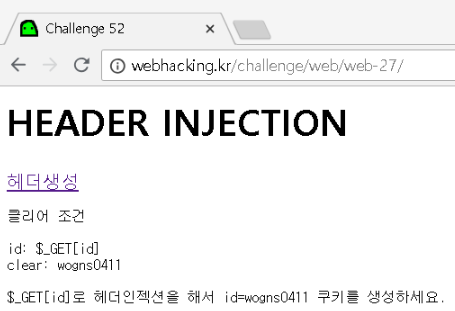 Challenge 52
webhacking.kr/challenge/web/web-27/
HEADER INJECTION
헤더생성
클리어 조건
id: $_GET[id]
clear: wogns0411
$_GET[id]로 헤더인젝션을 해서 id=wogns0411 쿠키를 생성하세요.